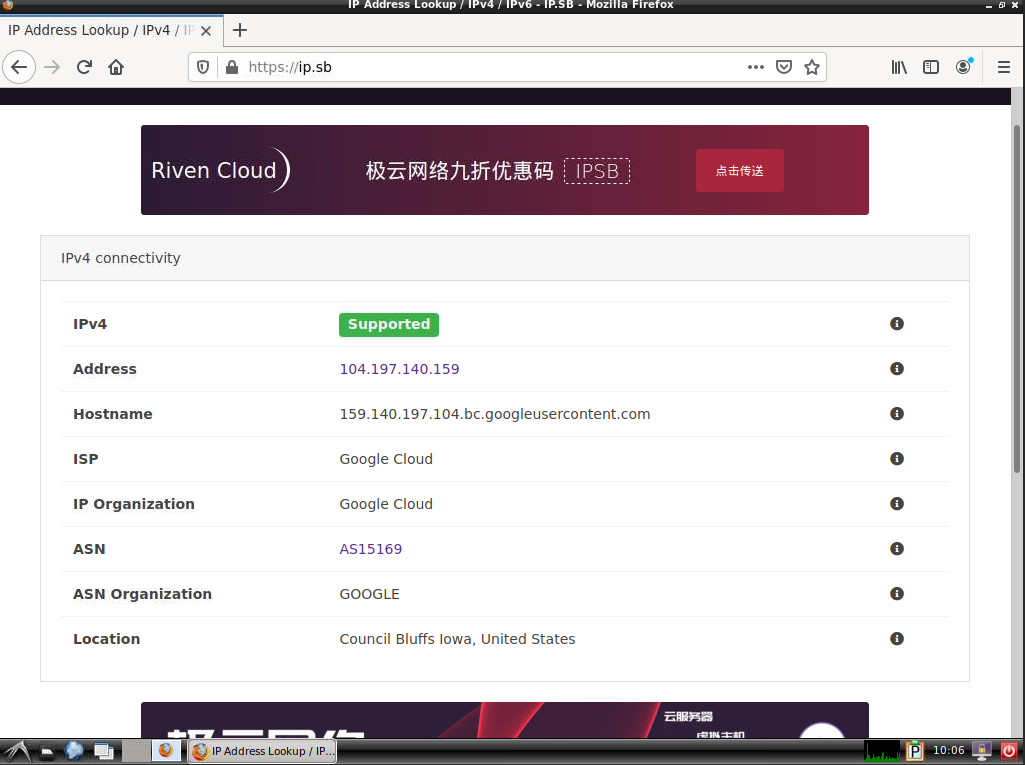 IP Address Lookup / IPv4 / IPv6 - IP.SB - Mozilla Firefox
IP Address Lookup / IPv4 / IP
https://ip.sb
Riven Cloud
极云网络九折优惠码 IPSB
点击传送
IPv4 connectivity
IPv4 Supported
Address 104.197.140.159
Hostname 159.140.197.104.bc.googleusercontent.com
ISP Google Cloud
IP Organization Google Cloud
ASN AS15169
ASN Organization GOOGLE
Location Council Bluffs Iowa, United States
云服务器
IP Address Lookup / IP...
P
10:06